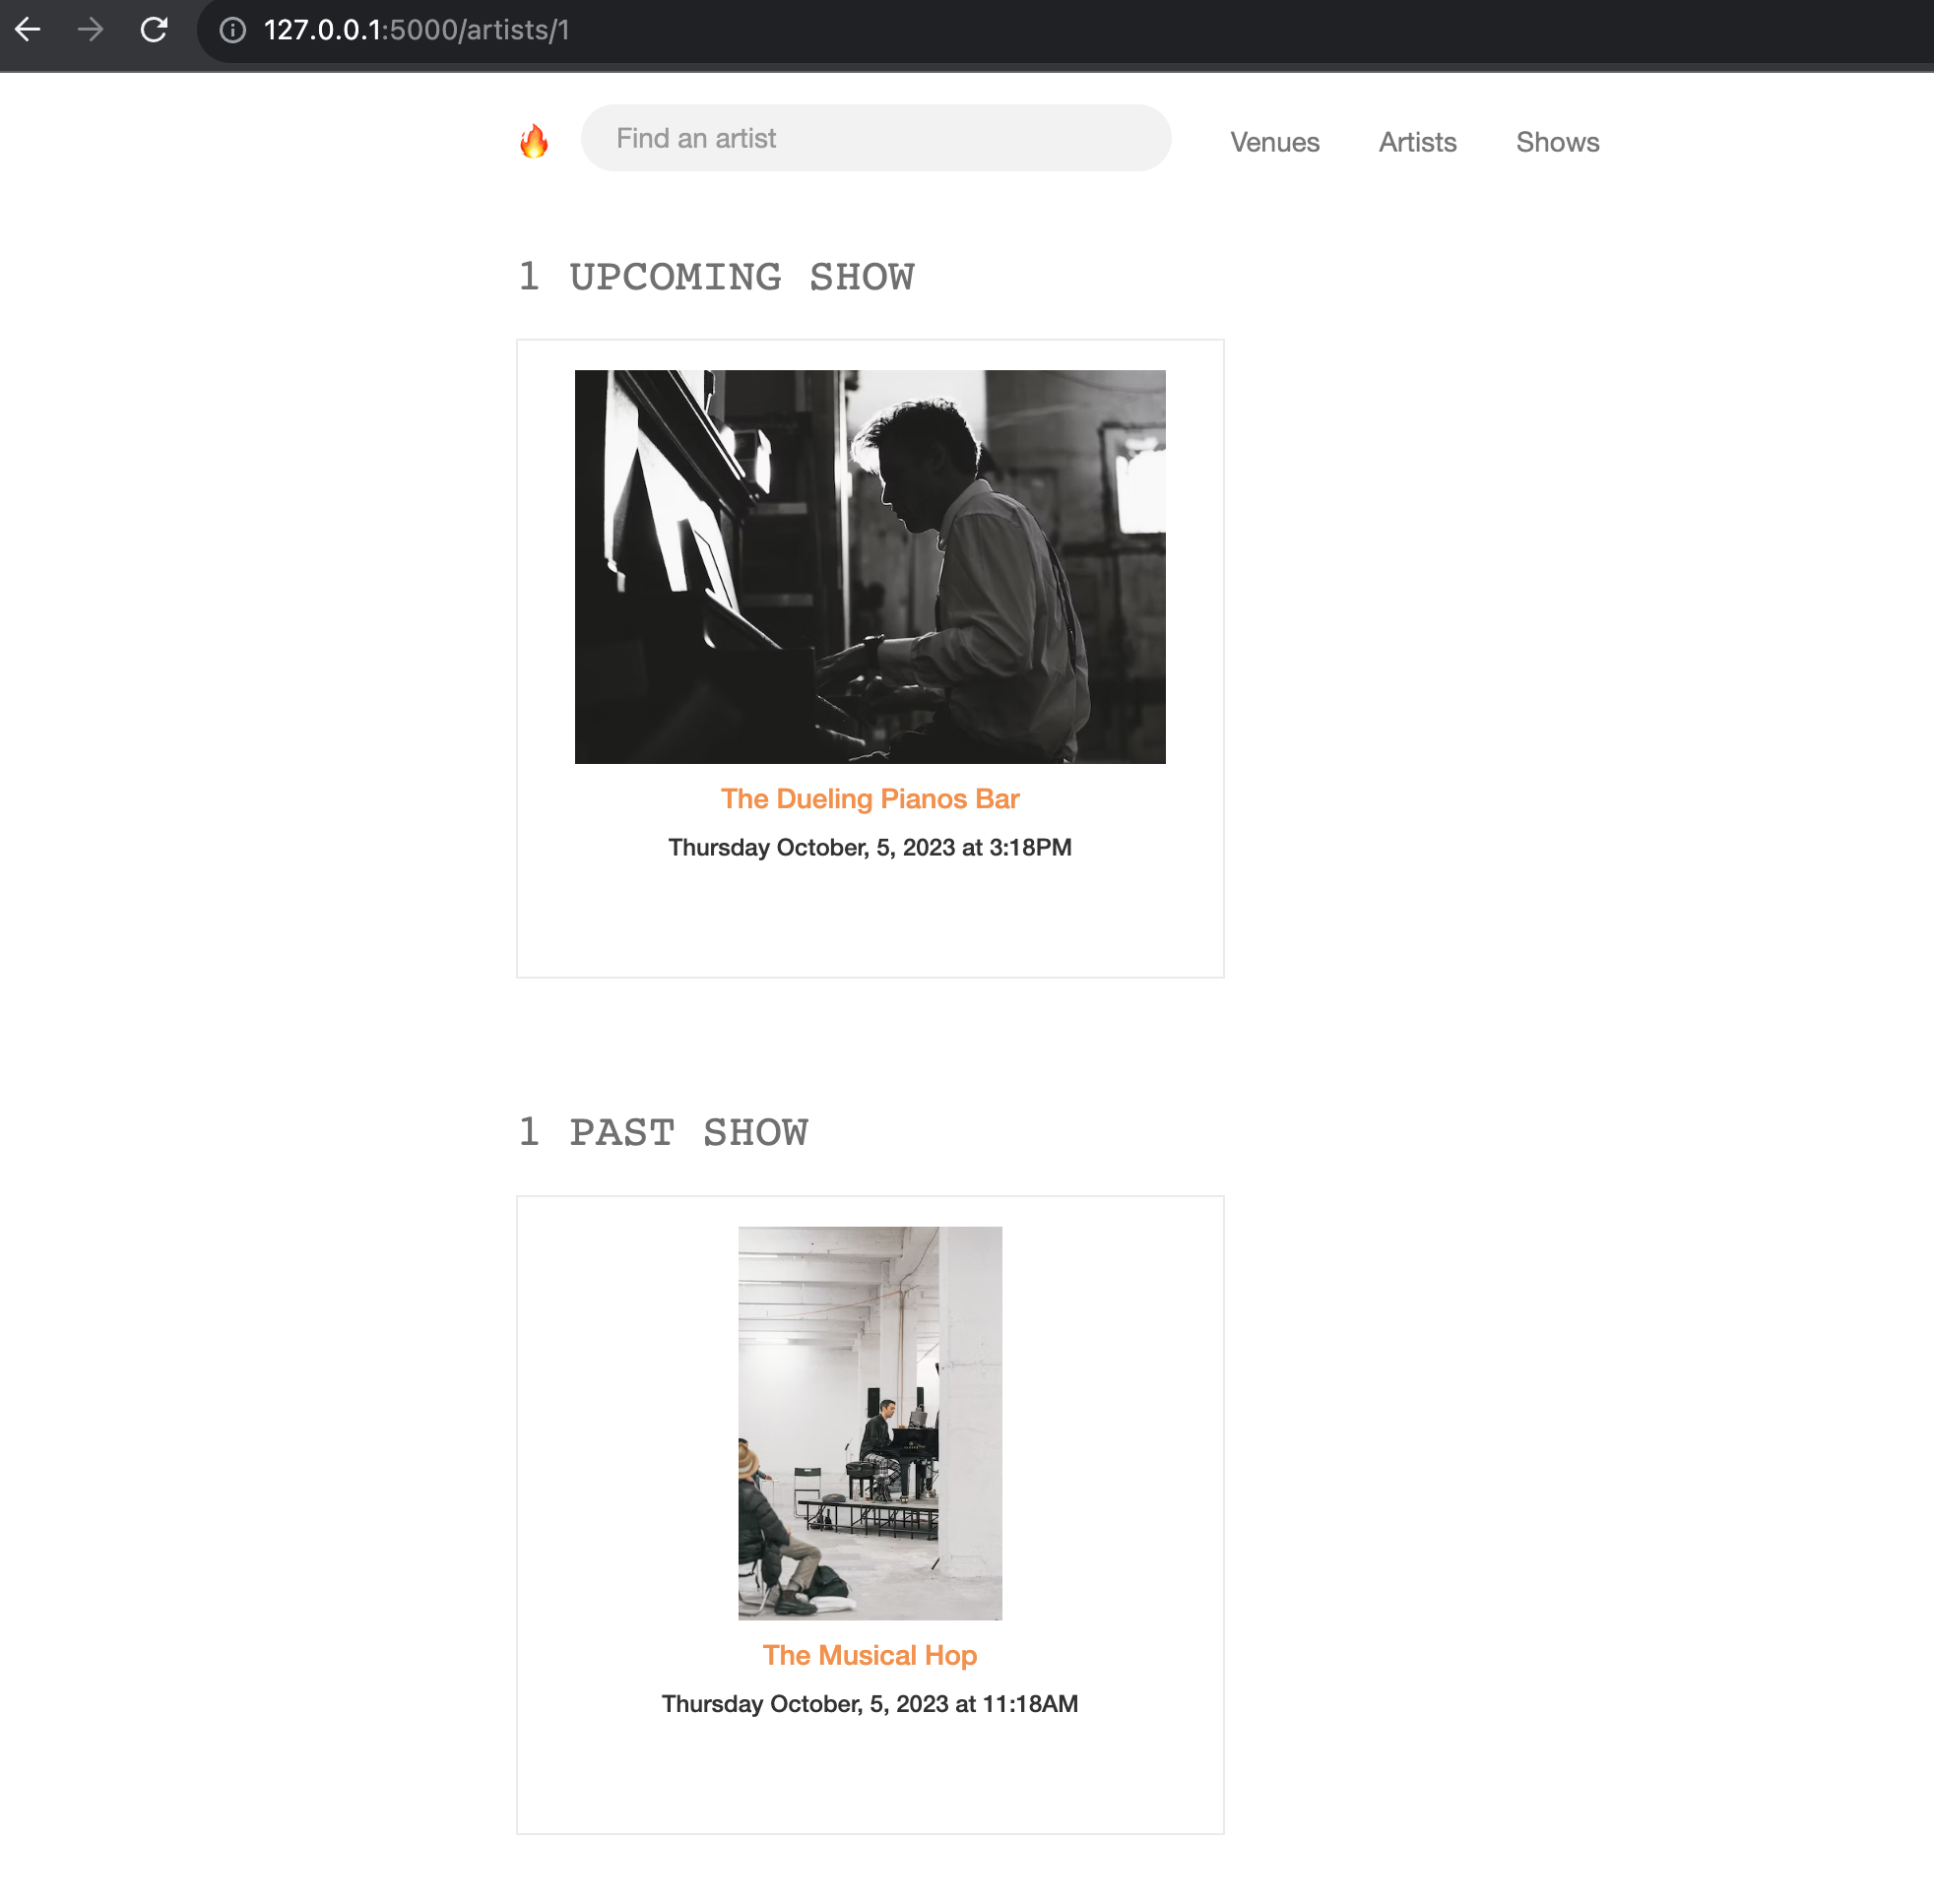 127.0.0.1:5000/artists/1
Find an artist
Venues
Artists
Shows
1 UPCOMING SHOW
The Dueling Pianos Bar
Thursday October, 5, 2023 at 3:18PM
1 PAST SHOW
The Musical Hop
Thursday October, 5, 2023 at 11:18AM